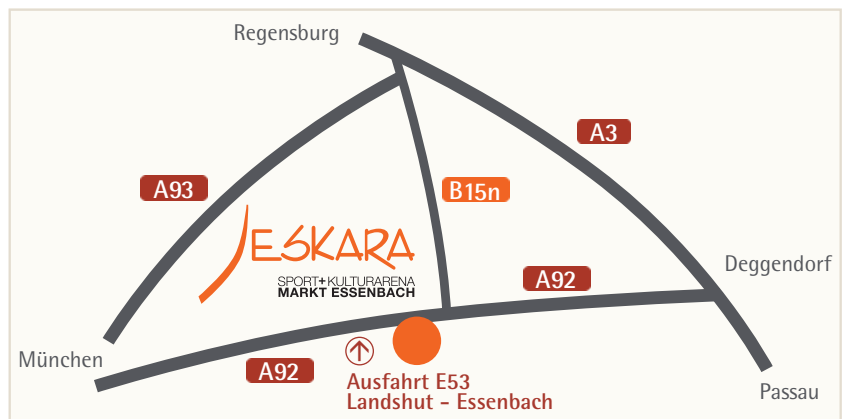 Regensburg
A3
A93
B15n
ESKARA
SPORT+KULTURARENA
MARKT ESSENBACH
Deggendorf
A92
München
A92
Ausfahrt E53
Landshut - Essenbach
Passau